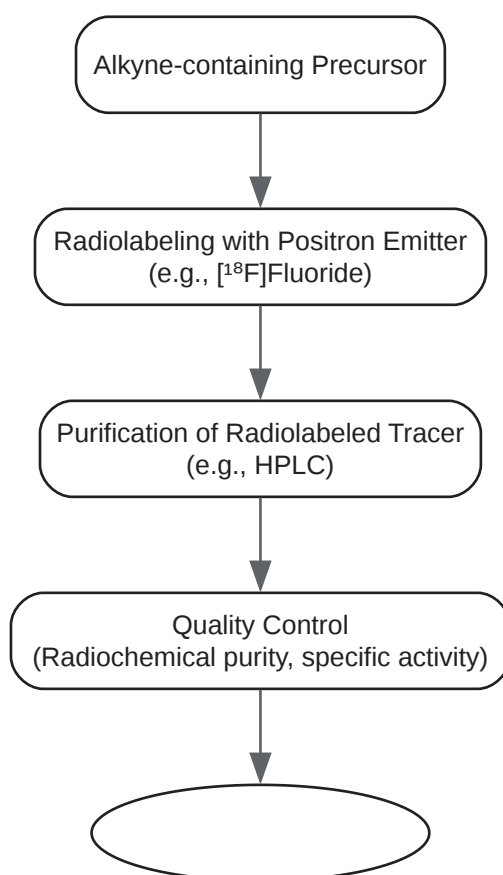 Alkyne-containing Precursor
Radiolabeling with Positron Emitter
(e.g., [¹⁸F]Fluoride)
Purification of Radiolabeled Tracer
(e.g., HPLC)
Quality Control
(Radiochemical purity, specific activity)